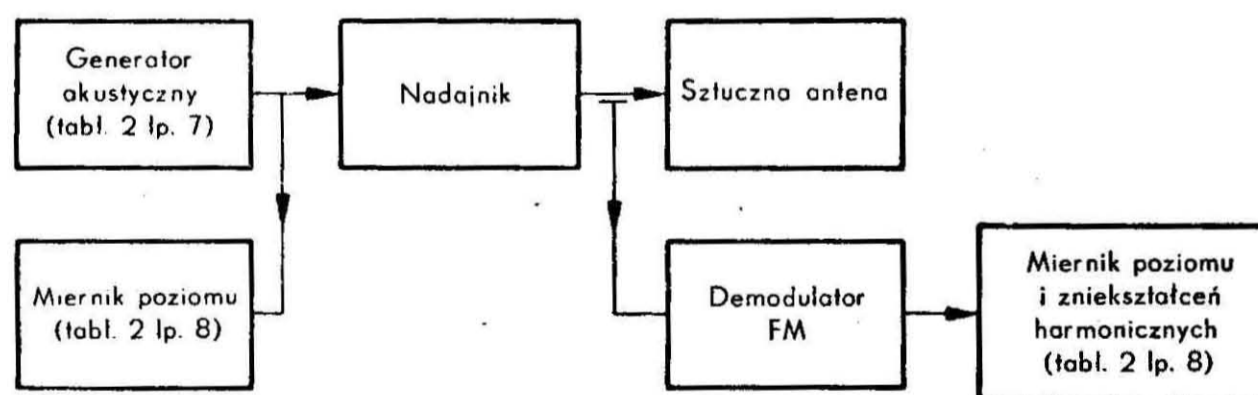 Generator
akustyczny
(tabl. 2 lp. 7)
Nadajnik
Sztuczna antena
Miernik poziomu
(tabl. 2 lp. 8)
Demodulator
FM
Miernik poziomu
i zniekształceń
harmonicznych
(tabl. 2 lp. 8)